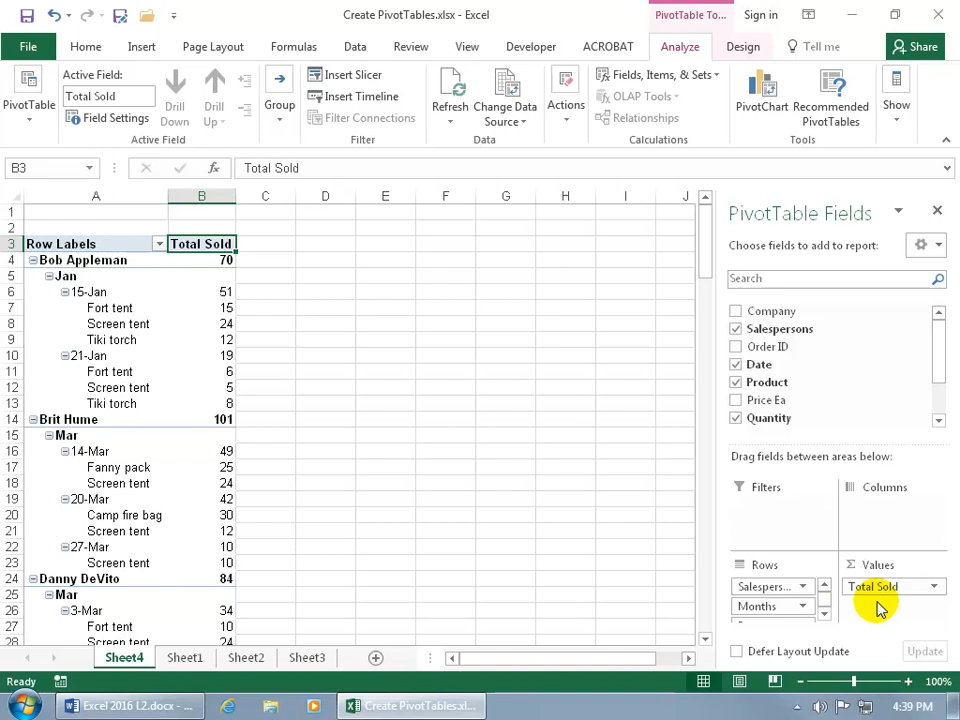 Create PivotTables.xlsx - Excel
PivotTable To...
Sign in
File Home Insert Page Layout Formulas Data Review View Developer ACROBAT Analyze Design Tell me Share
PivotTable
Active Field:
Total Sold
Field Settings
Drill Down
Drill Up
Active Field
Group
Insert Slicer
Insert Timeline
Filter Connections
Filter
Refresh
Change Data Source
Data
Actions
Fields, Items, & Sets
OLAP Tools
Relationships
Calculations
PivotChart
Recommended PivotTables
Tools
Show
B3
fx
Total Sold
A B C D E F G H I J
1
2
3 Row Labels Total Sold
4 Bob Appleman 70
5 Jan
6 15-Jan 51
7 Fort tent 15
8 Screen tent 24
9 Tiki torch 12
10 21-Jan 19
11 Fort tent 6
12 Screen tent 5
13 Tiki torch 8
14 Brit Hume 101
15 Mar
16 14-Mar 49
17 Fanny pack 25
18 Screen tent 24
19 20-Mar 42
20 Camp fire bag 30
21 Screen tent 12
22 27-Mar 10
23 Screen tent 10
24 Danny DeVito 84
25 Mar
26 3-Mar 34
27 Fort tent 10
28 Screen tent 24
PivotTable Fields
Choose fields to add to report:
Search
Company
Salespersons
Order ID
Date
Product
Price Ea
Quantity
Drag fields between areas below:
Filters
Columns
Rows
Σ Values
Salespers...
Total Sold
Months
Defer Layout Update
Update
Sheet4 Sheet1 Sheet2 Sheet3
Ready
100%
Excel 2016 L2.docx - ...
Create PivotTables.xl...
4:39 PM